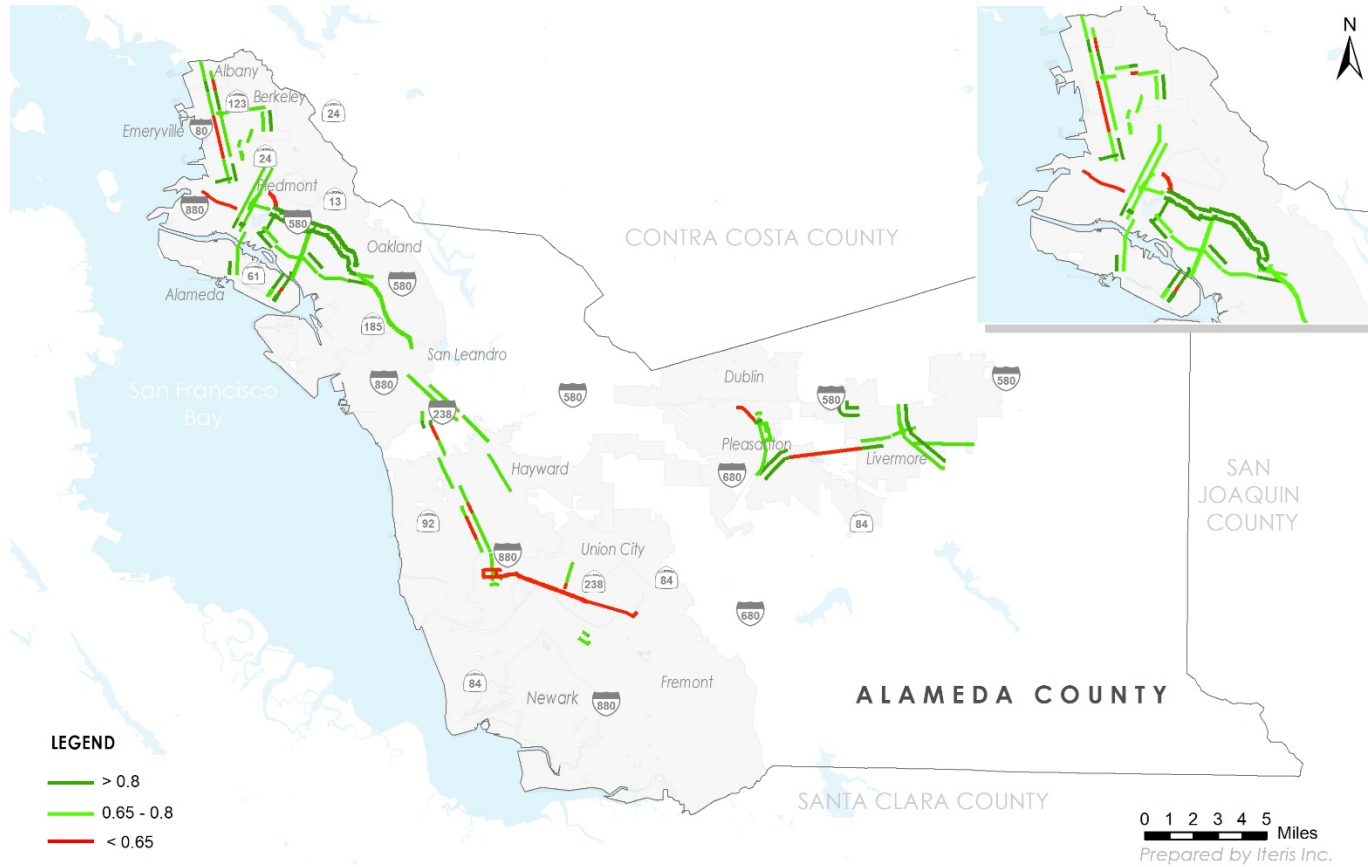 N
Albany
123
Berkeley
24
Emeryville
80
24
Piedmont
880
13
580
Oakland
CONTRA COSTA COUNTY
61
580
Alameda
185
San Leandro
880
San Francisco
Bay
238
580
Dublin
580
580
Pleasanton
Livermore
680
Hayward
SAN
JOAQUIN
COUNTY
92
84
880
Union City
238
84
680
84
Newark
880
Fremont
ALAMEDA COUNTY
LEGEND
> 0.8
0.65 - 0.8
< 0.65
SANTA CLARA COUNTY
0 1 2 3 4 5
Miles
Prepared by Iteris Inc.